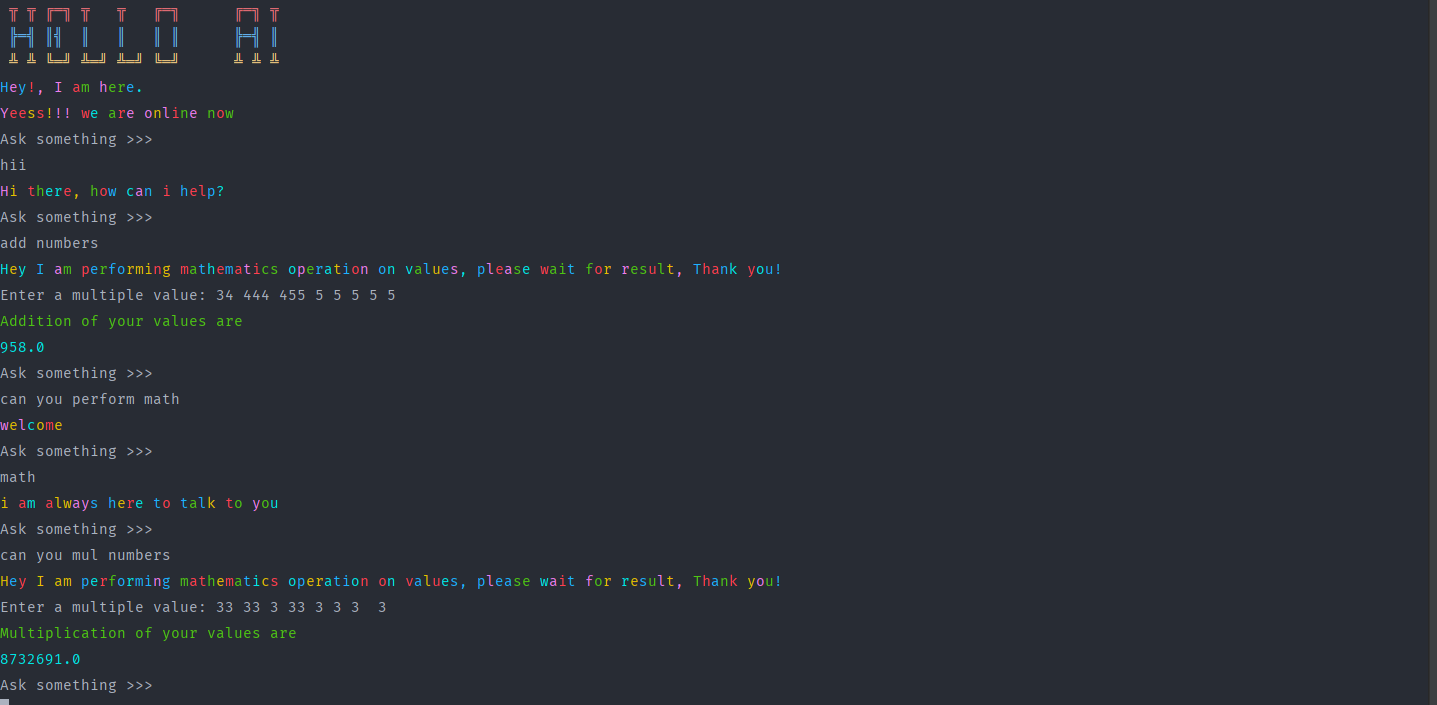 HELLO AI
Hey!, I am here.
Yeess!!! we are online now
Ask something >>>
hii
Hi there, how can i help?
Ask something >>>
add numbers
Hey I am performing mathematics operation on values, please wait for result, Thank you!
Enter a multiple value: 34 444 455 5 5 5 5 5
Addition of your values are
958.0
Ask something >>>
can you perform math
welcome
Ask something >>>
math
i am always here to talk to you
Ask something >>>
can you mul numbers
Hey I am performing mathematics operation on values, please wait for result, Thank you!
Enter a multiple value: 33 33 3 33 3 3 3  3
Multiplication of your values are
8732691.0
Ask something >>>